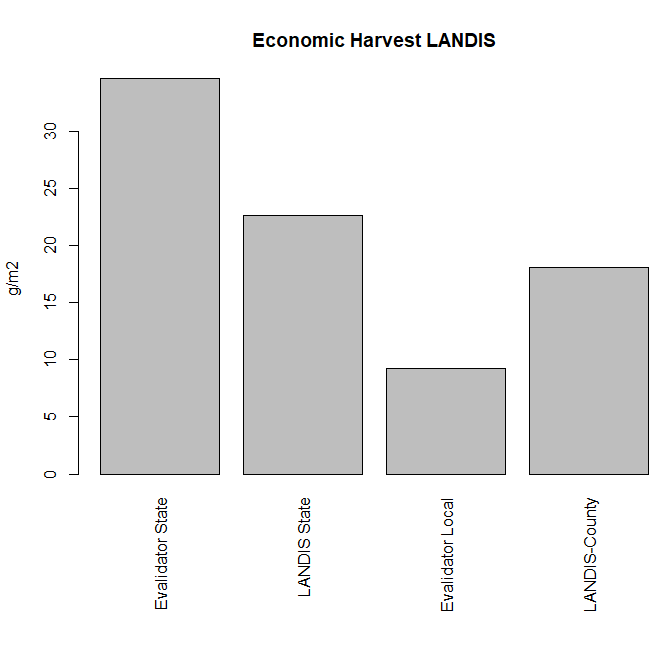 Economic Harvest LANDIS
g/m2
30
25
20
15
10
5
0
Evalidator State
LANDIS State
Evalidator Local
LANDIS-County